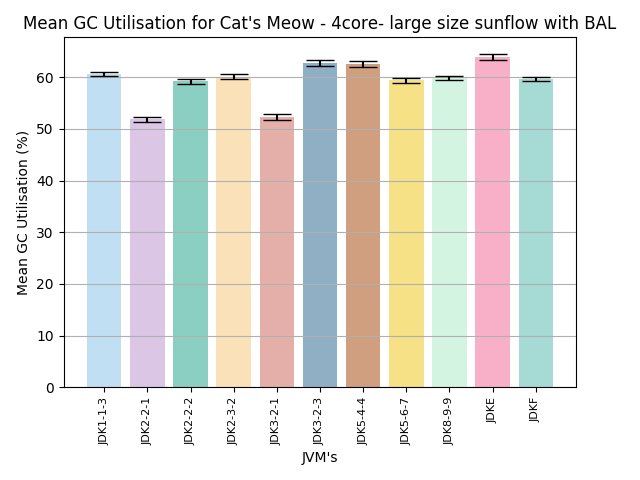 Mean GC Utilisation for Cat's Meow - 4core- large size sunflow with BAL
Mean GC Utilisation (%)
60
50
40
30
20
10
0
JDK1-1-3
JDK2-2-1
JDK2-2-2
JDK2-3-2
JDK3-2-1
JDK3-2-3
JDK5-4-4
JDK5-6-7
JDK8-9-9
JDKE
JDKF
JVM's